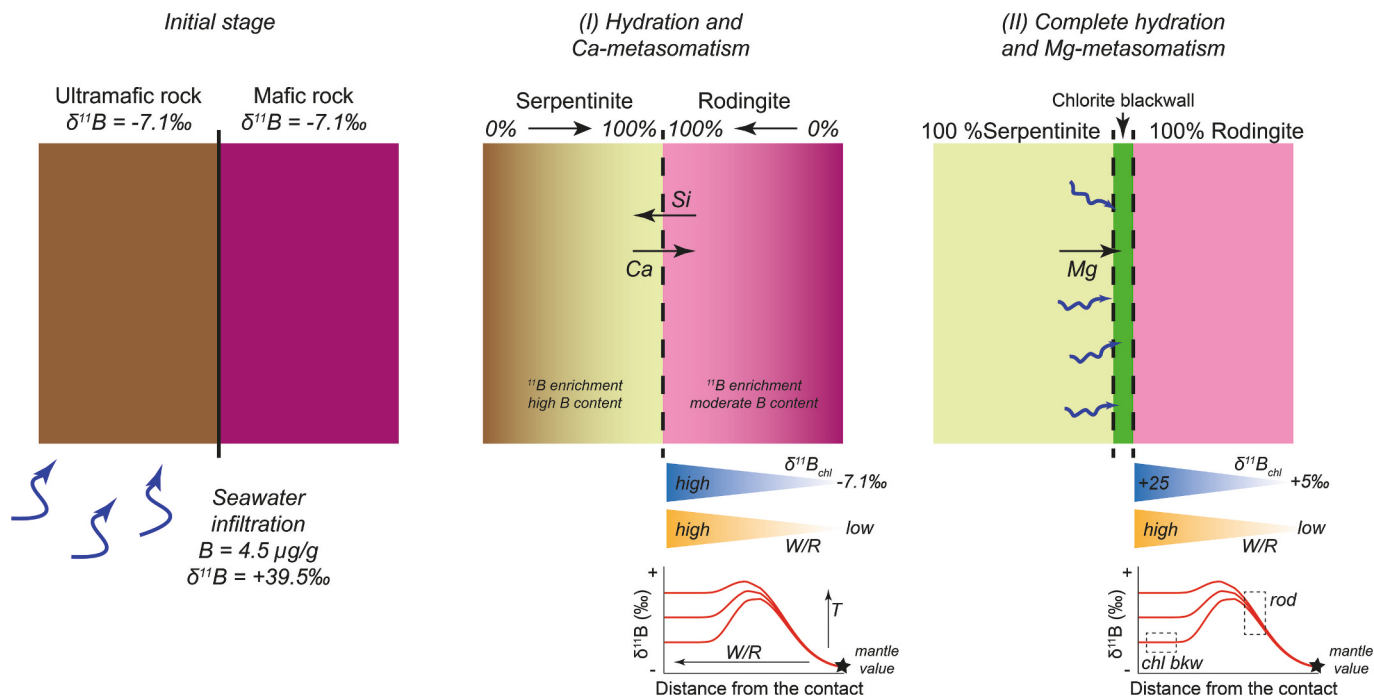 Initial stage
Ultramafic rock
δ¹¹B = -7.1‰
Mafic rock
δ¹¹B = -7.1‰
Seawater
infiltration
B = 4.5 µg/g
δ¹¹B = +39.5‰
(I) Hydration and
Ca-metasomatism
Serpentinite
0% 100%
Rodingite
100% 0%
Si
Ca
¹¹B enrichment
high B content
¹¹B enrichment
moderate B content
δ¹¹Bchl
high -7.1‰
high low
W/R
+
δ¹¹B (‰)
-
T
W/R
mantle
value
Distance from the contact
(II) Complete hydration
and Mg-metasomatism
Chlorite blackwall
100 %Serpentinite 100% Rodingite
Mg
δ¹¹Bchl
+25 +5‰
high low
W/R
+
δ¹¹B (‰)
-
rod
chl bkw
mantle
value
Distance from the contact